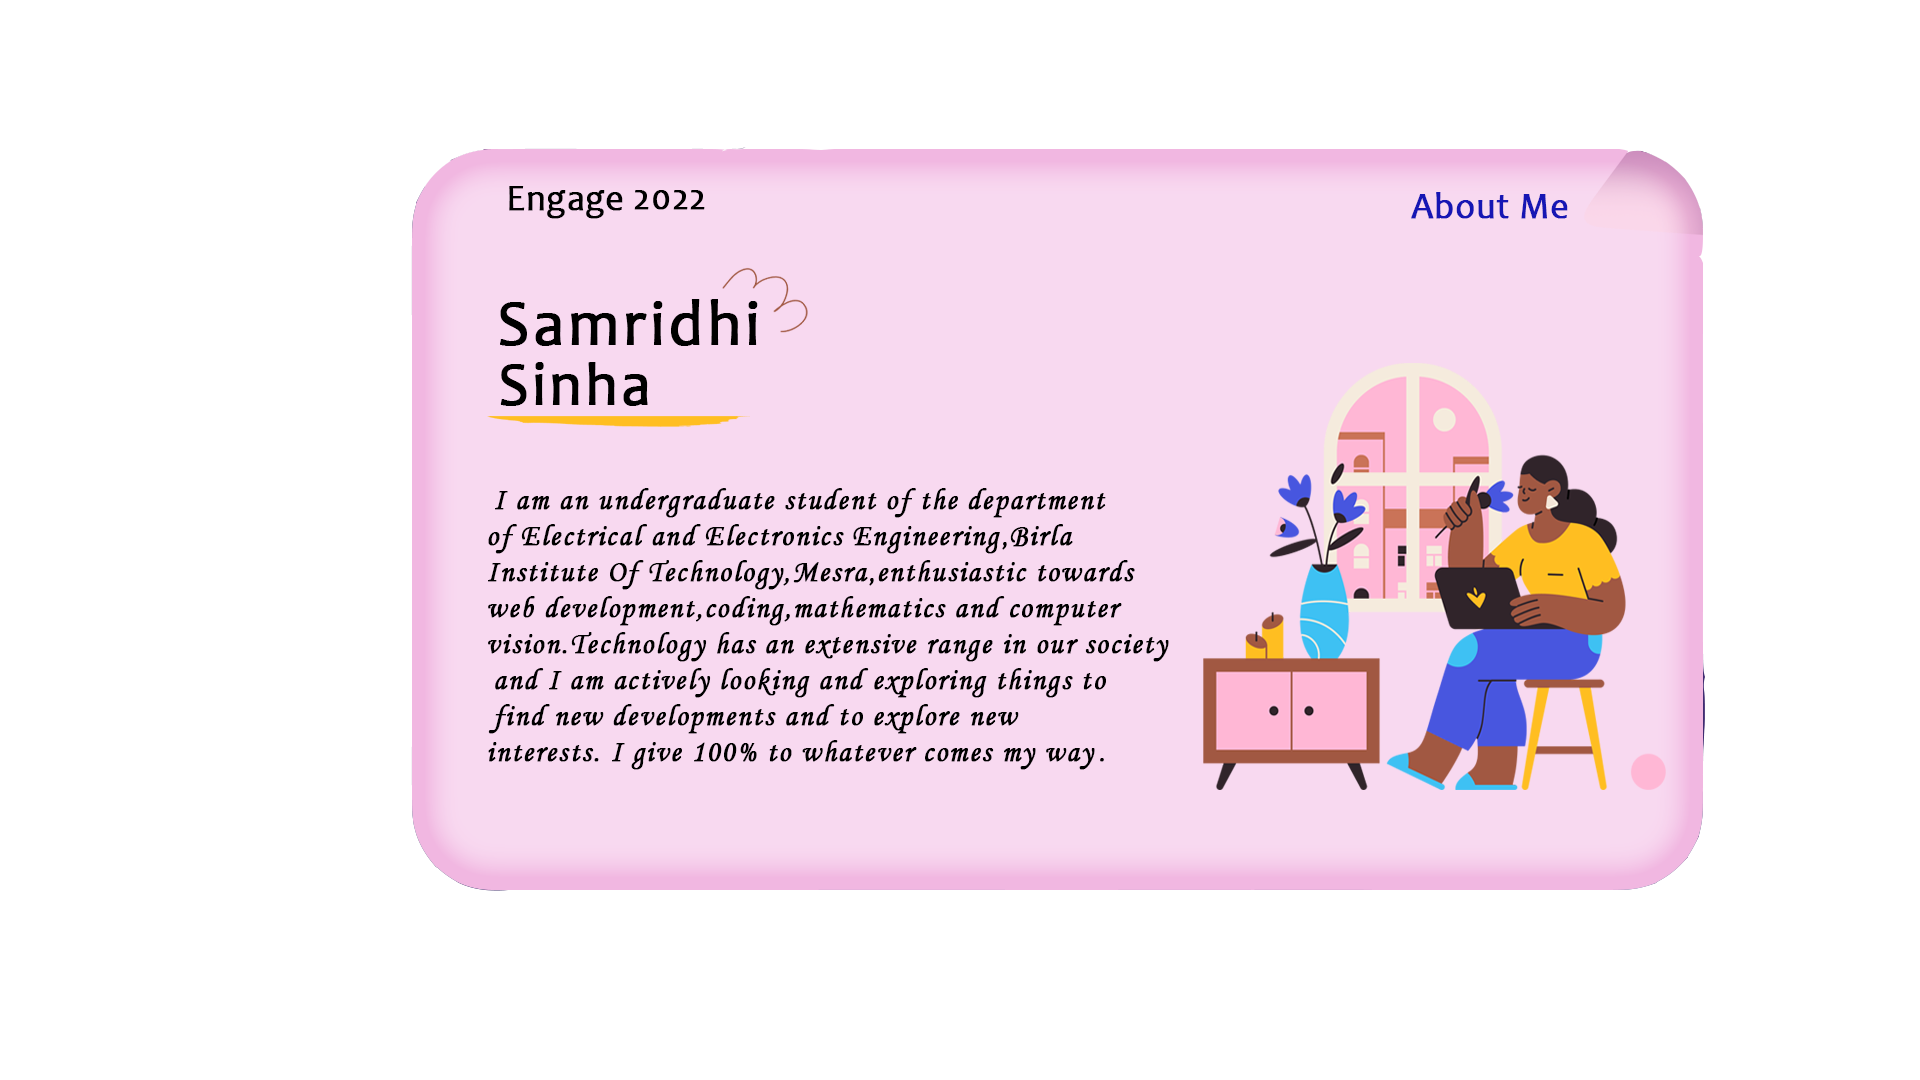 Engage 2022
About Me
Samridhi
Sinha
I am an undergraduate student of the department
of Electrical and Electronics Engineering,Birla
Institute Of Technology,Mesra,enthusiastic towards
web development,coding,mathematics and computer
vision.Technology has an extensive range in our society
and I am actively looking and exploring things to
find new developments and to explore new
interests. I give 100% to whatever comes my way.